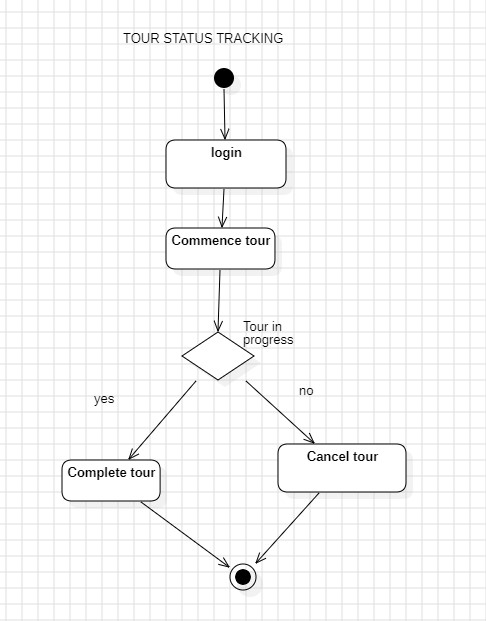 TOUR STATUS TRACKING
login
Commence tour
Tour in
progress
yes
no
Cancel tour
Complete tour